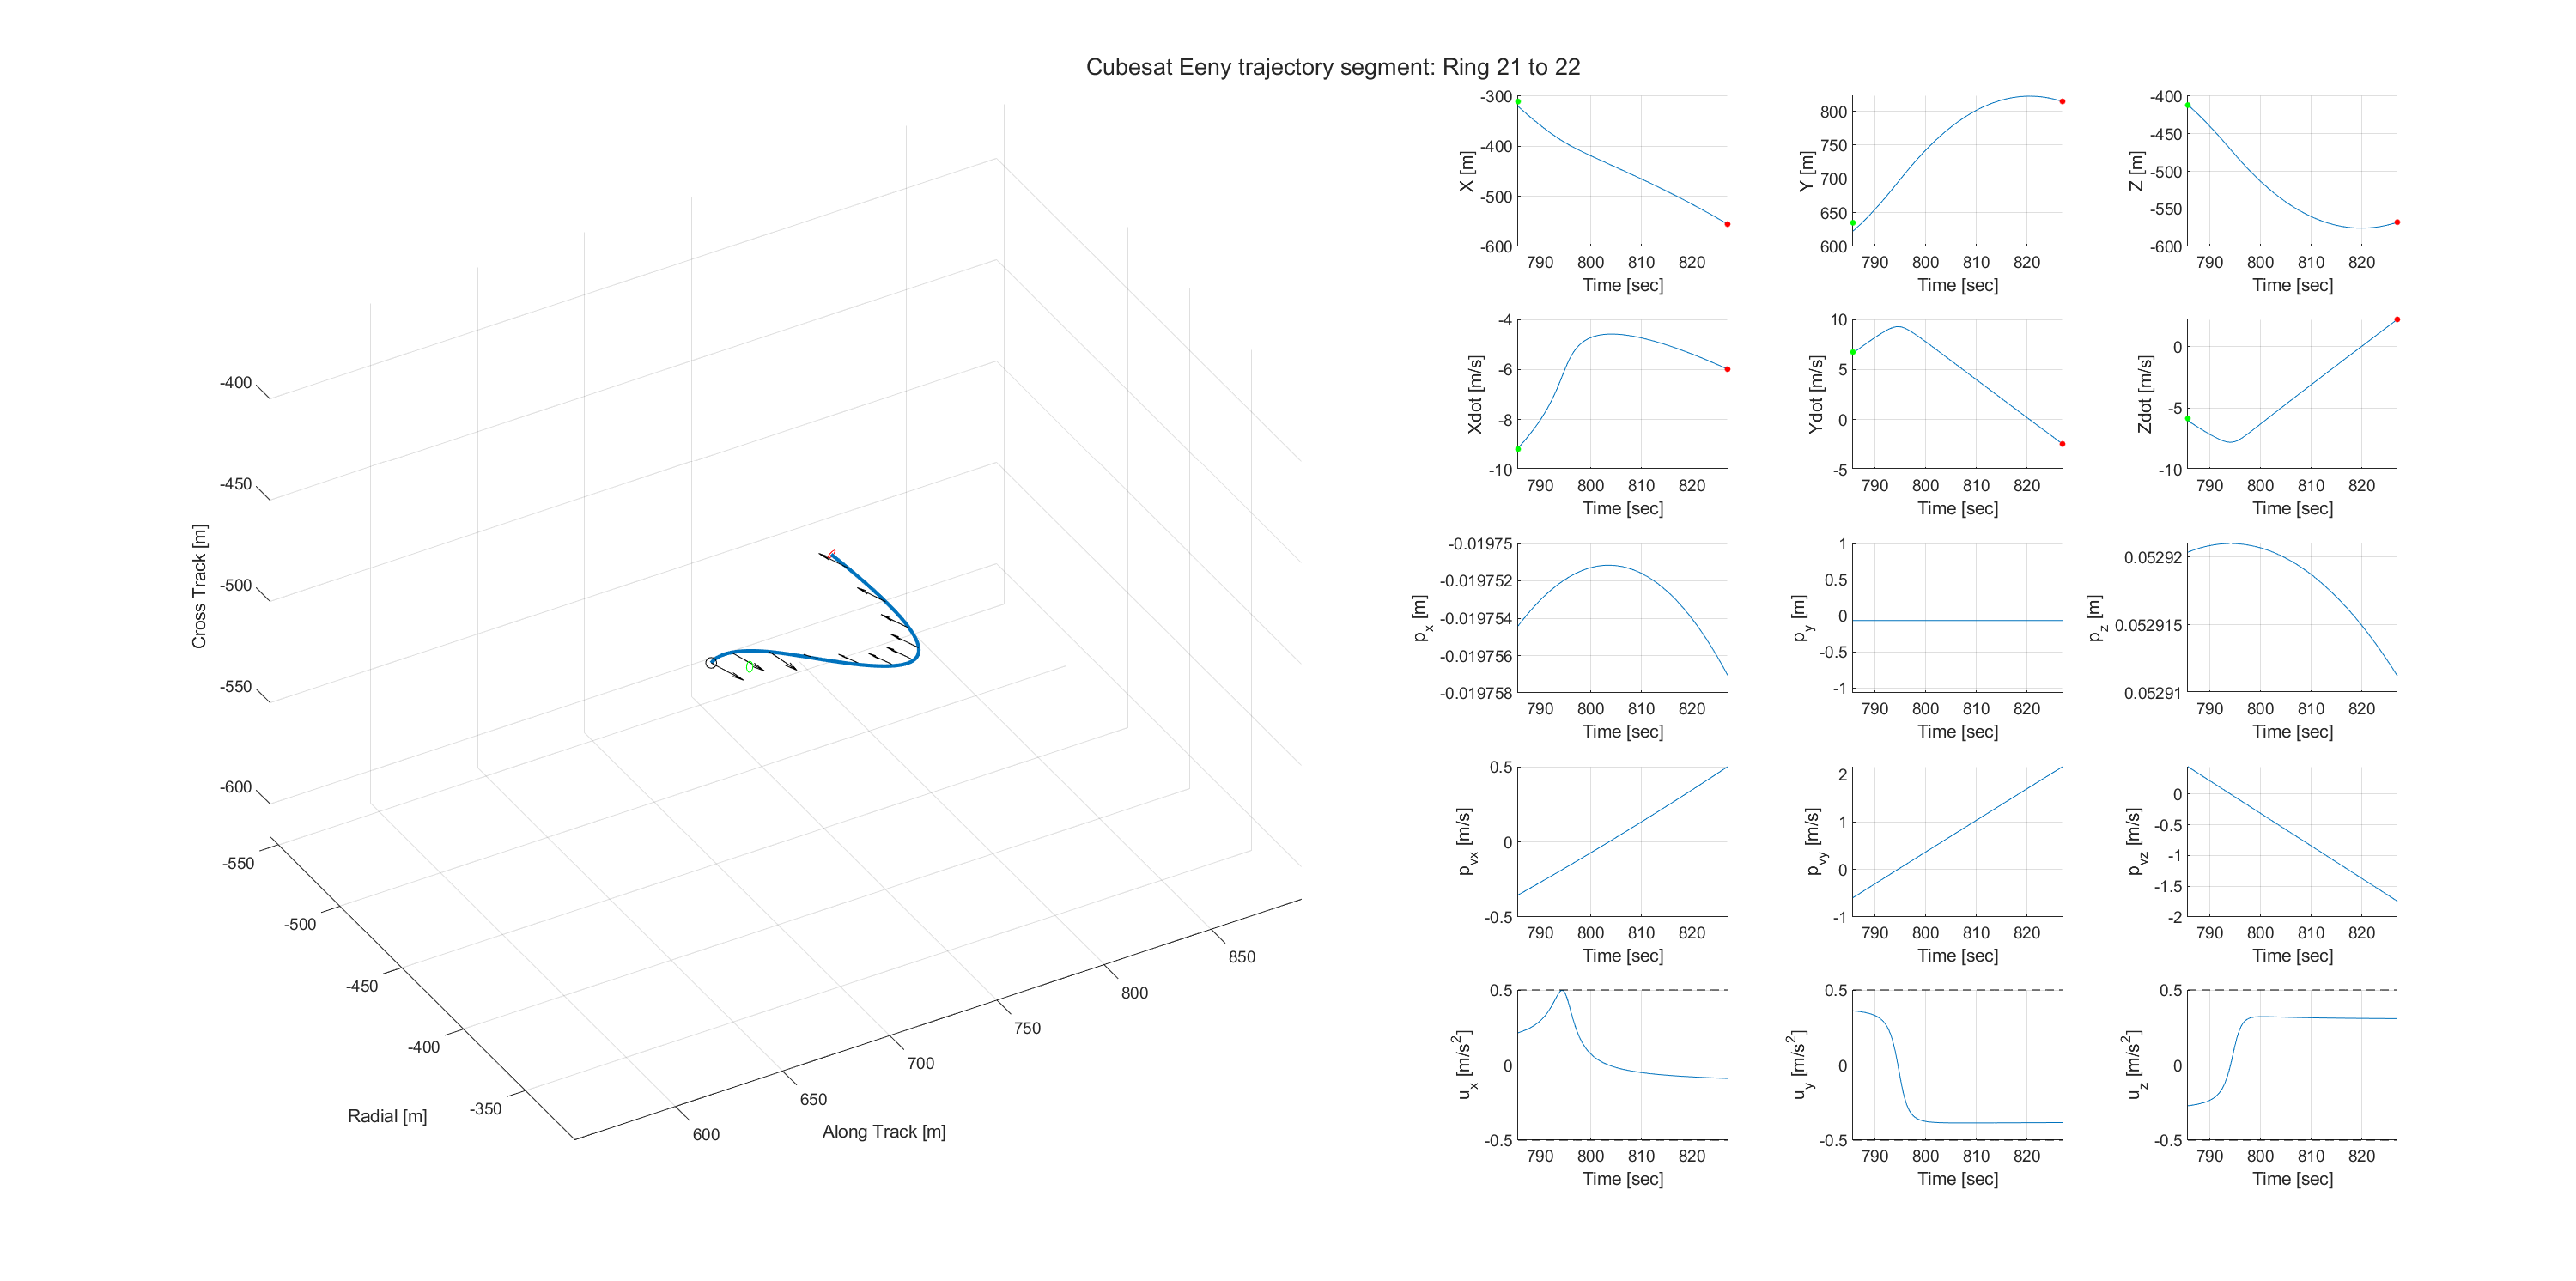 Cubesat Eeny trajectory segment: Ring 21 to 22
-400
-450
-500
-550
-600
Cross Track [m]
-550
-500
-450
-400
-350
Radial [m]
600
650
700
750
800
850
Along Track [m]
0
-300
-400
-500
-600
X [m]
790 800 810 820
Time [sec]
800
750
700
650
600
Y [m]
790 800 810 820
Time [sec]
-400
-450
-500
-550
-600
Z [m]
790 800 810 820
Time [sec]
-4
-6
-8
-10
Xdot [m/s]
790 800 810 820
Time [sec]
10
5
0
-5
Ydot [m/s]
790 800 810 820
Time [sec]
0
-5
-10
Zdot [m/s]
790 800 810 820
Time [sec]
-0.01975
-0.019752
-0.019754
-0.019756
-0.019758
p_x [m]
790 800 810 820
Time [sec]
1
0.5
0
-0.5
-1
p_y [m]
790 800 810 820
Time [sec]
0.05292
0.052915
0.05291
p_z [m]
790 800 810 820
Time [sec]
0.5
0
-0.5
p_vx [m/s]
790 800 810 820
Time [sec]
2
1
0
-1
p_vy [m/s]
790 800 810 820
Time [sec]
0
-0.5
-1
-1.5
-2
p_vz [m/s]
790 800 810 820
Time [sec]
0.5
0
-0.5
u_x [m/s²]
790 800 810 820
Time [sec]
0.5
0
-0.5
u_y [m/s²]
790 800 810 820
Time [sec]
0.5
0
-0.5
u_z [m/s²]
790 800 810 820
Time [sec]